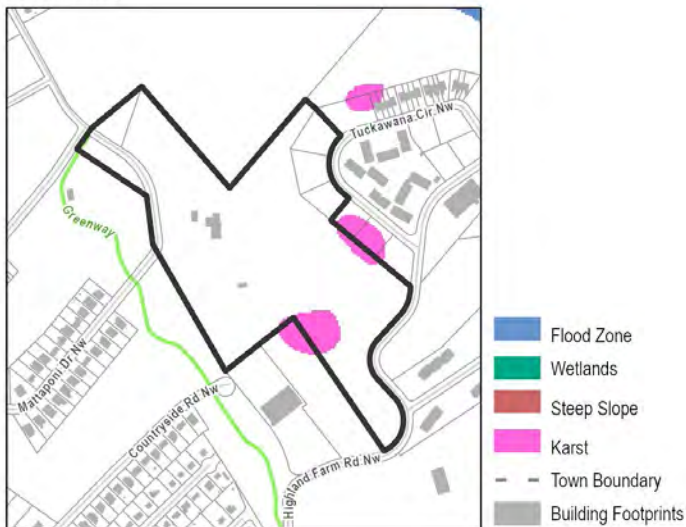 Tuckawana Cir Nw
Greenway
Mattaponi Dr Nw
Countryside Rd Nw
Highland Farm Rd Nw
Flood Zone
Wetlands
Steep Slope
Karst
Town Boundary
Building Footprints